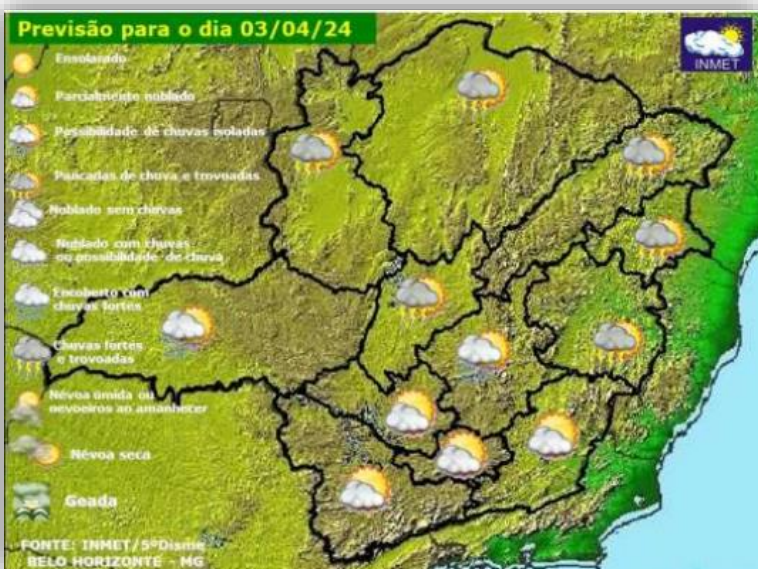 Previsão para o dia 03/04/24
INMET
Ensolarado
Parcialmente nublado
Possibilidade de chuvas isoladas
Pancadas de chuva e trovoadas
Nublado sem chuvas
Nublado com chuvas
ou possibilidade de chuva
Encoberto com
chuvas fortes
Chuvas fortes
e trovoadas
Névoa úmida ou
nevoeiros ao amanhecer
Névoa seca
Geada
FONTE: INMET/5ºDisme
BELO HORIZONTE - MG